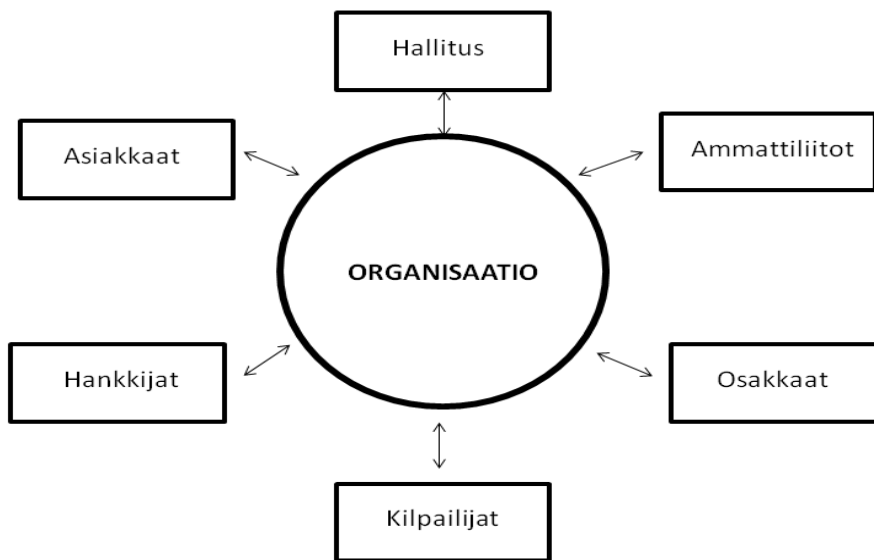 Hallitus
Asiakkaat
Ammattiliitot
ORGANISAATIO
Hankkijat
Osakkaat
Kilpailijat